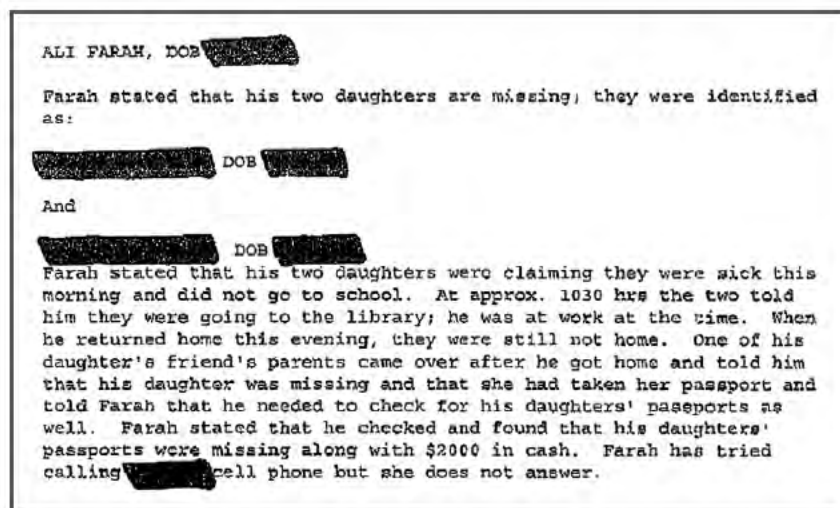 ALI FARAH, DOB
Farah stated that his two daughters are missing; they were identified
as:
DOB
And
DOB
Farah stated that his two daughters were claiming they were sick this
morning and did not go to school. At approx. 1030 hrs the two told
him they were going to the library; he was at work at the time. When
he returned home this evening, they were still not home. One of his
daughter's friend's parents came over after he got home and told him
that his daughter was missing and that she had taken her passport and
told Farah that he needed to check for his daughters' passports as
well. Farah stated that he checked and found that his daughters'
passports were missing along with $2000 in cash. Farah has tried
calling cell phone but she does not answer.